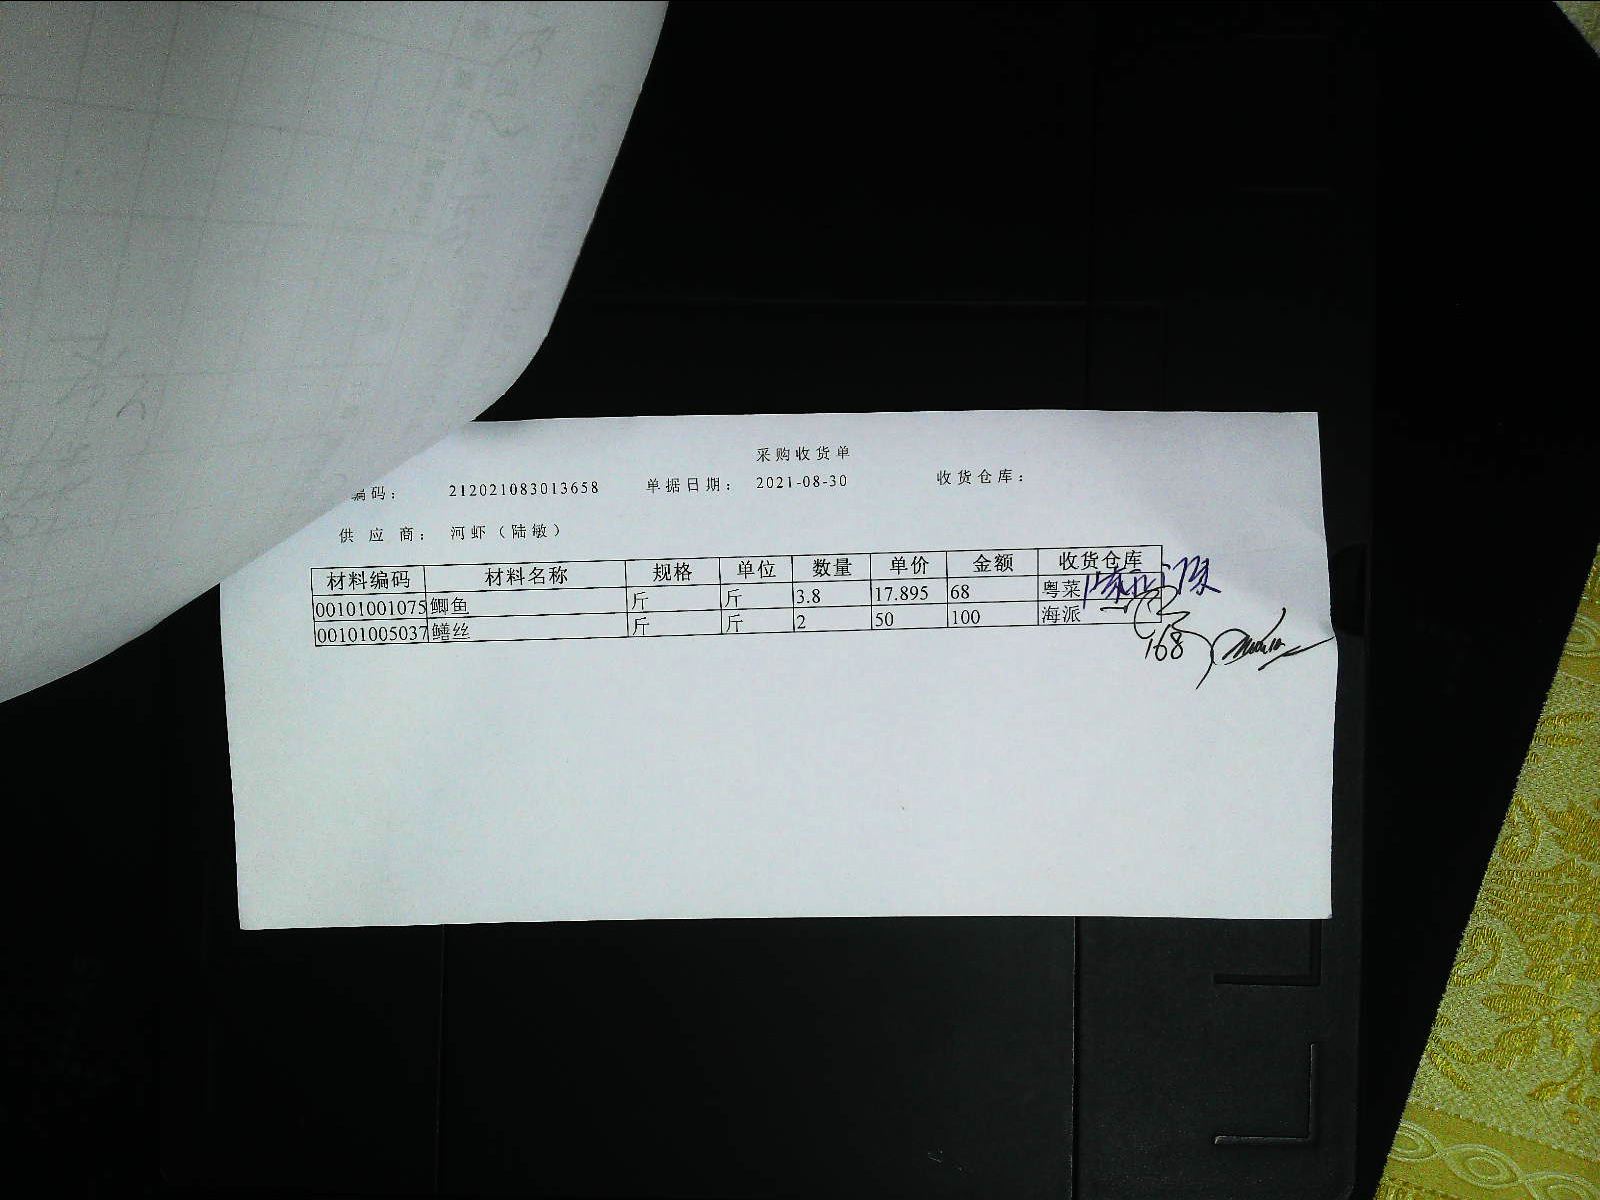 采购收货单
编码： 212021083013658 单据日期： 2021-08-30 收货仓库：
供应商： 河虾（陆敏）
材料编码 材料名称 规格 单位 数量 单价 金额 收货仓库
00101001075 鲫鱼 斤 斤 3.8 17.895 68 粤菜
00101005037 鳝丝 斤 斤 2 50 100 海派
168